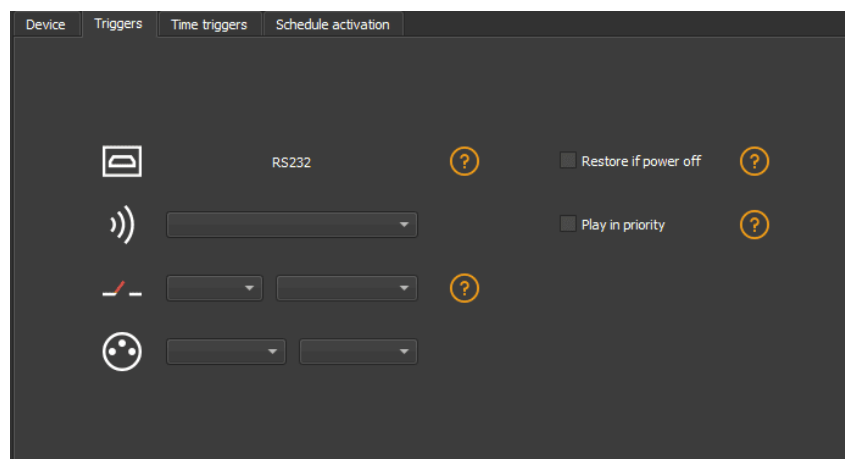 Device Triggers Time triggers Schedule activation
RS232 ? Restore if power off ?
Play in priority ?
?